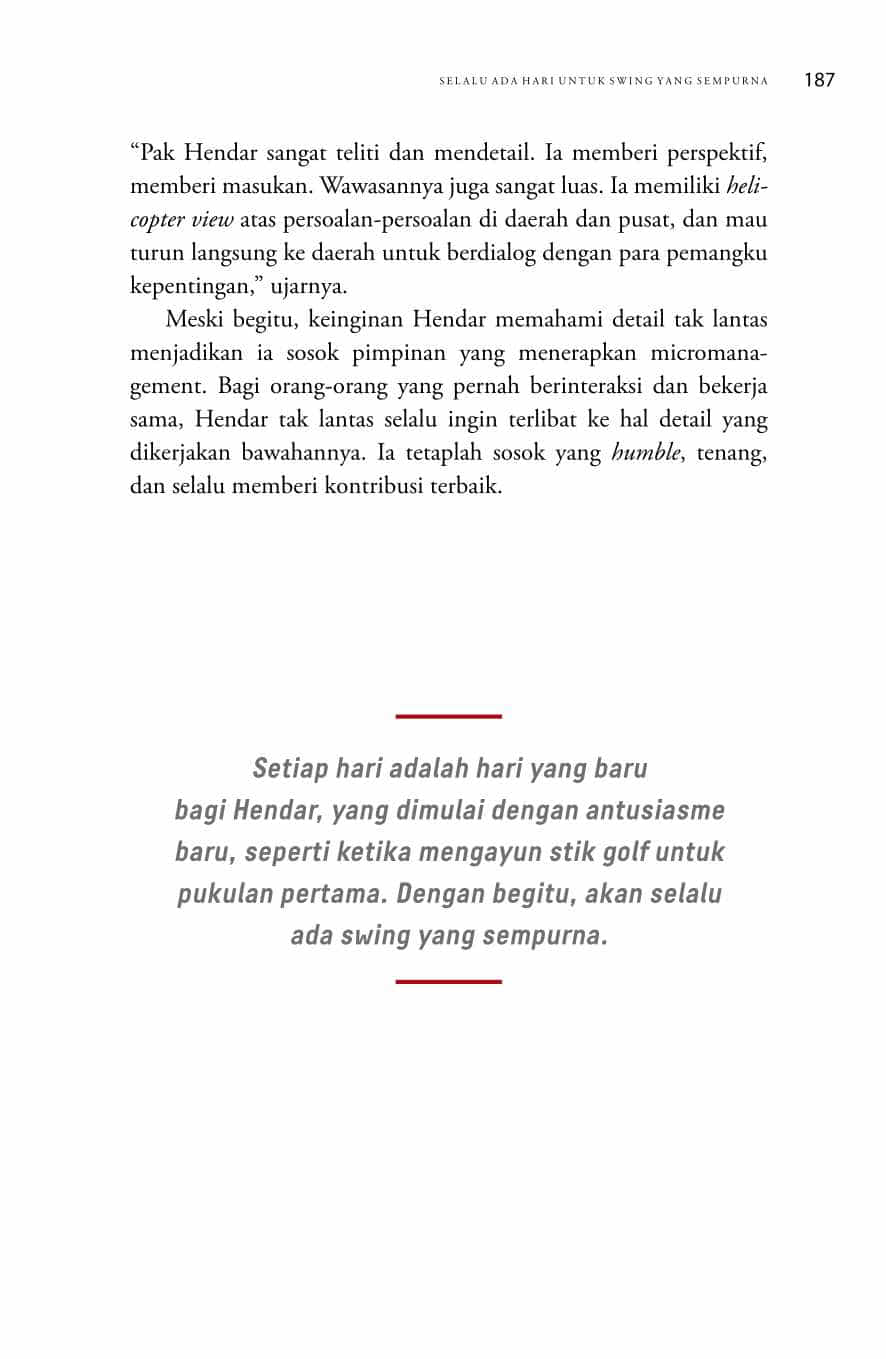 SELALU ADA HARI UNTUK SWING YANG SEMPURNA 187
“Pak Hendar sangat teliti dan mendetail. Ia memberi perspektif,
memberi masukan. Wawasannya juga sangat luas. Ia memiliki heli-
copter view atas persoalan-persoalan di daerah dan pusat, dan mau
turun langsung ke daerah untuk berdialog dengan para pemangku
kepentingan,” ujarnya.
Meski begitu, keinginan Hendar memahami detail tak lantas
menjadikan ia sosok pimpinan yang menerapkan micromana-
gement. Bagi orang-orang yang pernah berinteraksi dan bekerja
sama, Hendar tak lantas selalu ingin terlibat ke hal detail yang
dikerjakan bawahannya. Ia tetaplah sosok yang humble, tenang,
dan selalu memberi kontribusi terbaik.
Setiap hari adalah hari yang baru
bagi Hendar, yang dimulai dengan antusiasme
baru, seperti ketika mengayun stik golf untuk
pukulan pertama. Dengan begitu, akan selalu
ada swing yang sempurna.